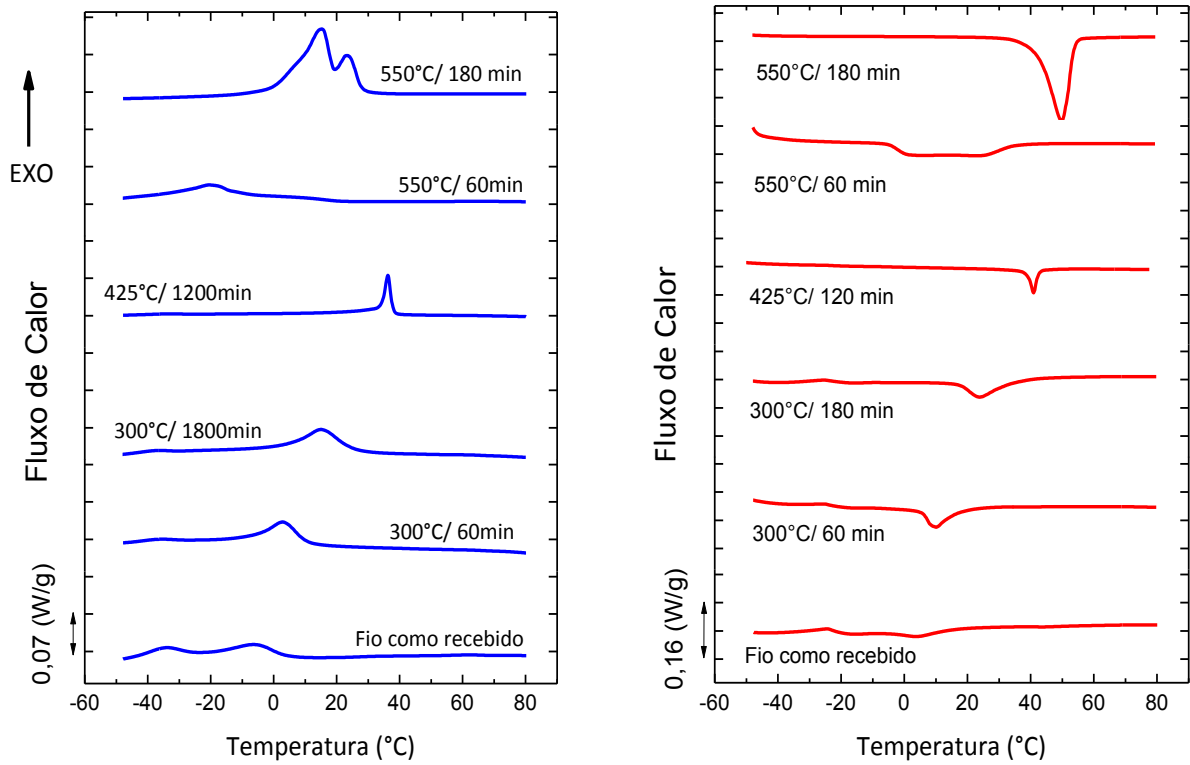 EXO
Fluxo de Calor
0,07 (W/g)
550°C/ 180 min
550°C/ 60min
425°C/ 1200min
300°C/ 1800min
300°C/ 60min
Fio como recebido
-60 -40 -20 0 20 40 60 80
Temperatura (°C)
Fluxo de Calor
0,16 (W/g)
550°C/ 180 min
550°C/ 60 min
425°C/ 120 min
300°C/ 180 min
300°C/ 60 min
Fio como recebido
-60 -40 -20 0 20 40 60 80
Temperatura (°C)